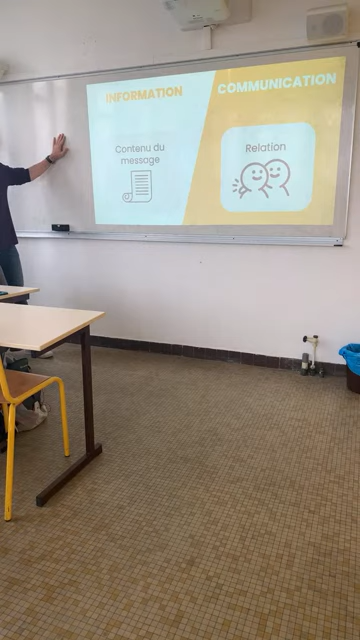 INFORMATION
COMMUNICATION
Contenu du
message
Relation